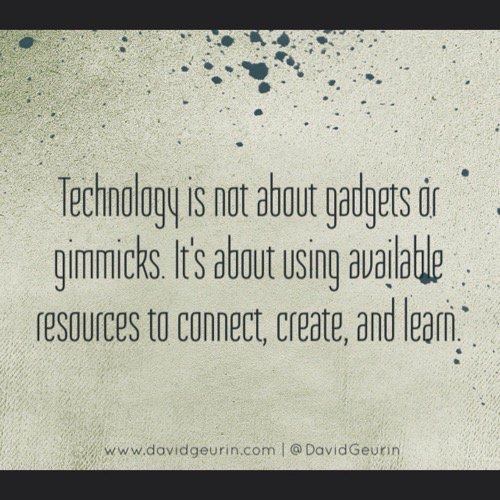 Technology is not about gadgets or
gimmicks. It's about using available
resources to connect, create, and learn.
www.davidgeurin.com | @DavidGeurin